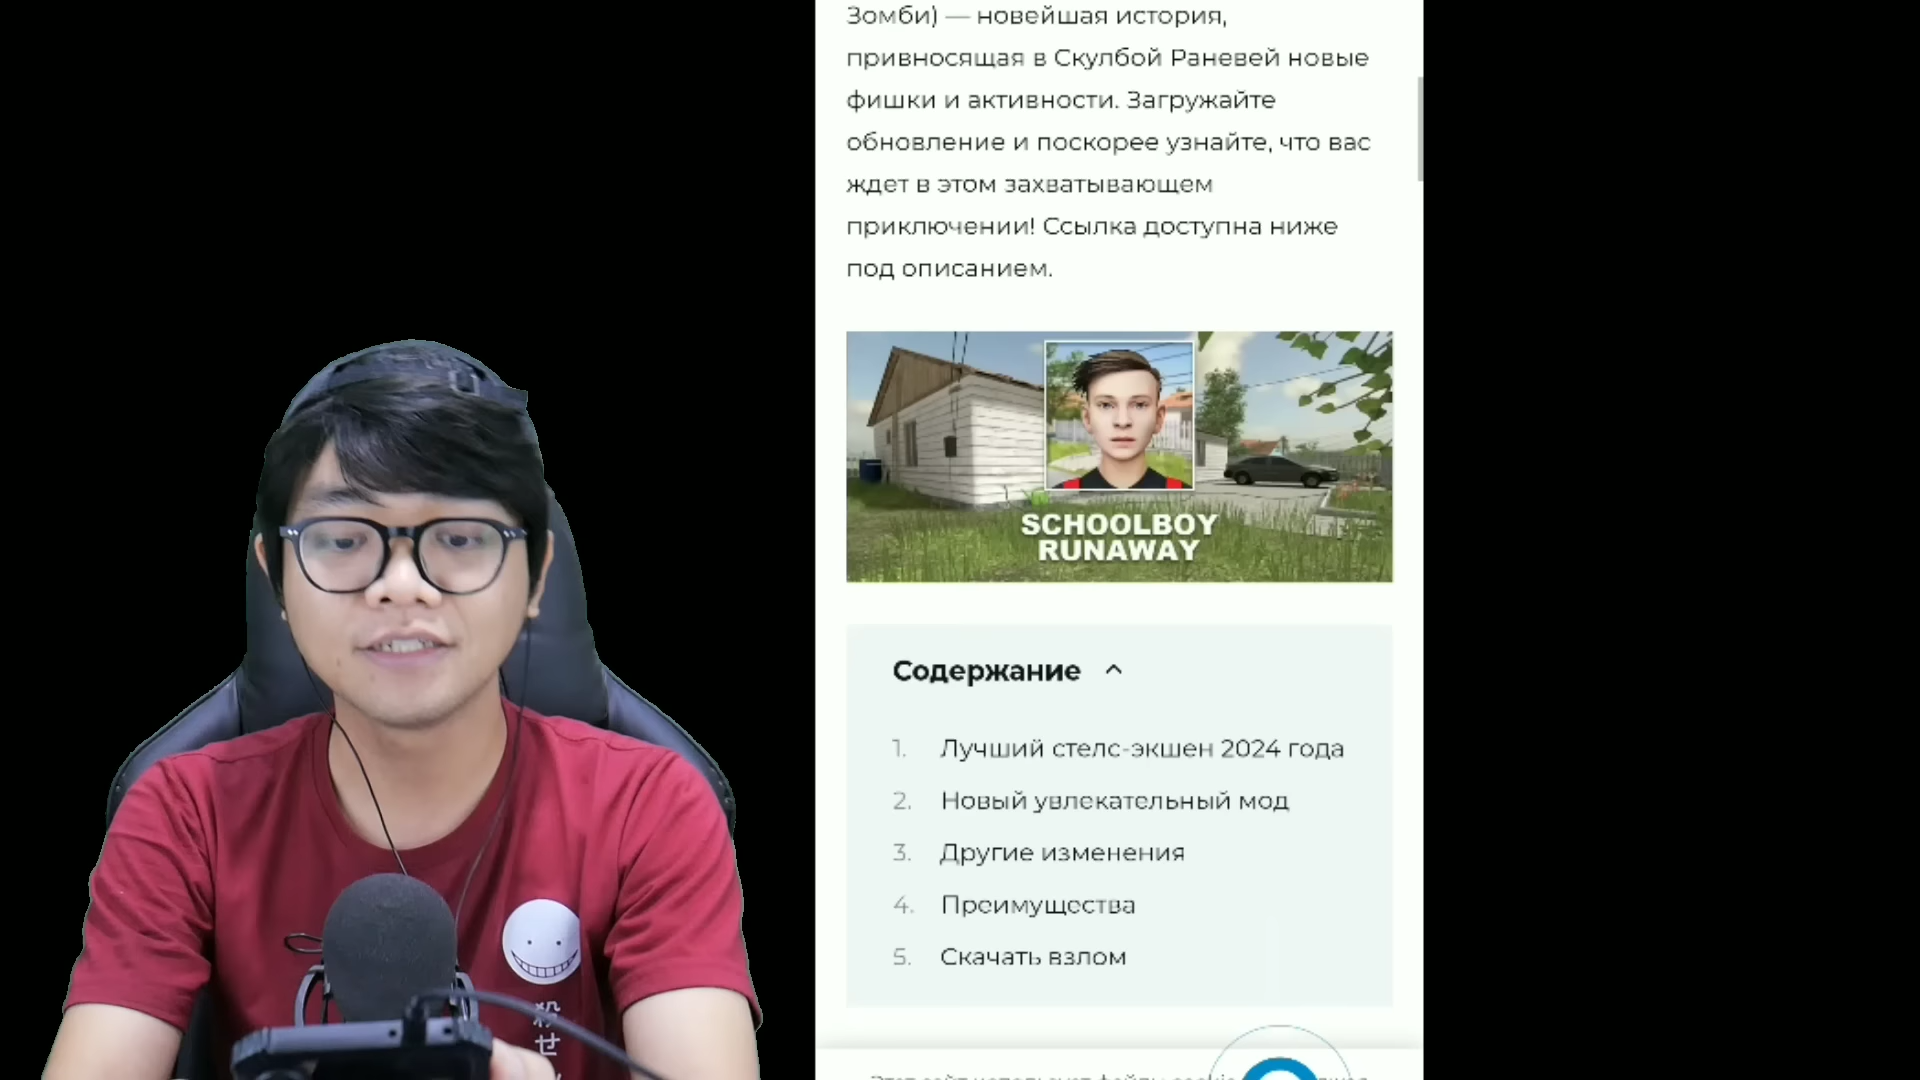 Зомби) — новейшая история,
привносящая в Скулбой Раневей новые
фишки и активности. Загружайте
обновление и поскорее узнайте, что вас
ждет в этом захватывающем
приключении! Ссылка доступна ниже
под описанием.
SCHOOLBOY
RUNAWAY
Содержание
1. Лучший стелс-экшен 2024 года
2. Новый увлекательный мод
3. Другие изменения
4. Преимущества
5. Скачать взлом
殺
せ